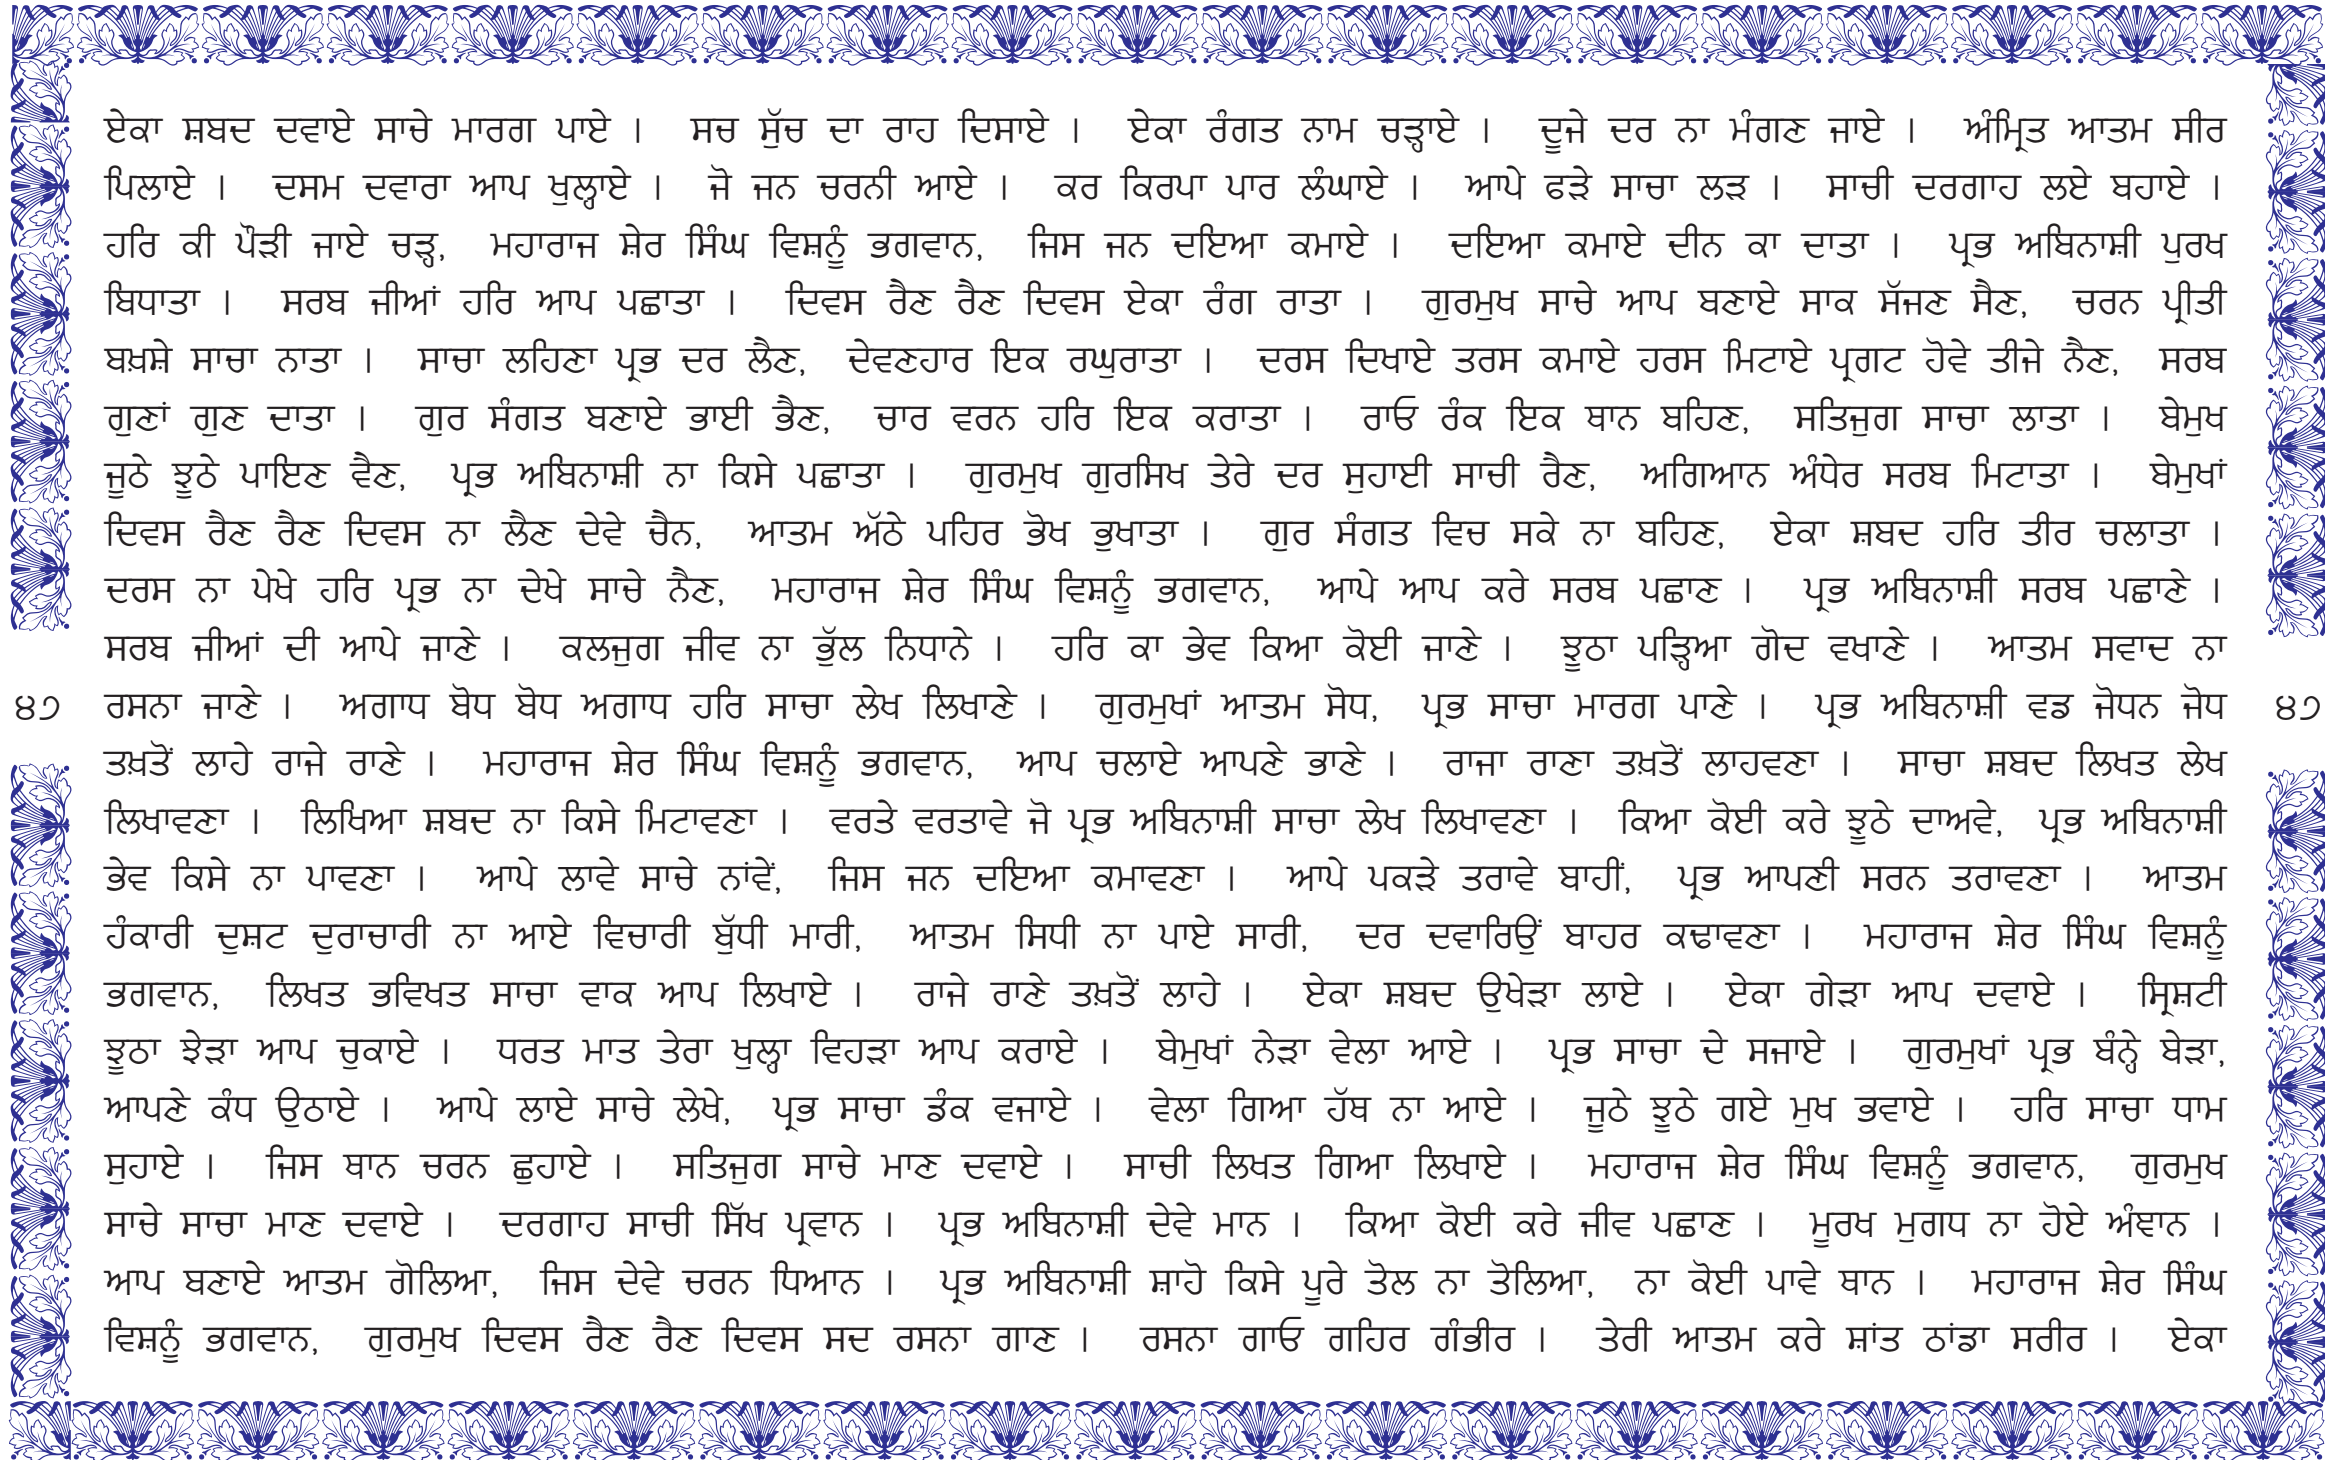 ਏਕਾ ਸ਼ਬਦ ਦਵਾਏ ਸਾਚੇ ਮਾਰਗ ਪਾਏ । ਸਚ ਸੁੱਚ ਦਾ ਰਾਹ ਦਿਸਾਏ । ਏਕਾ ਰੰਗਤ ਨਾਮ ਚੜ੍ਹਾਏ । ਦੂਜੇ ਦਰ ਨਾ ਮੰਗਣ ਜਾਏ । ਅੰਮ੍ਰਿਤ ਆਤਮ ਸੀਰ
ਪਿਲਾਏ । ਦਸਮ ਦਵਾਰਾ ਆਪ ਖੁਲ੍ਹਾਏ । ਜੋ ਜਨ ਚਰਨੀ ਆਏ । ਕਰ ਕਿਰਪਾ ਪਾਰ ਲੰਘਾਏ । ਆਪੇ ਫੜੇ ਸਾਚਾ ਲੜ । ਸਾਚੀ ਦਰਗਾਹ ਲਏ ਬਹਾਏ ।
ਹਰਿ ਕੀ ਪੌੜੀ ਜਾਏ ਚੜ੍ਹ, ਮਹਾਰਾਜ ਸ਼ੇਰ ਸਿੰਘ ਵਿਸ਼ਨੂੰ ਭਗਵਾਨ, ਜਿਸ ਜਨ ਦਇਆ ਕਮਾਏ । ਦਇਆ ਕਮਾਏ ਦੀਨ ਕਾ ਦਾਤਾ । ਪ੍ਰਭ ਅਬਿਨਾਸ਼ੀ ਪੁਰਖ
ਬਿਧਾਤਾ । ਸਰਬ ਜੀਆਂ ਹਰਿ ਆਪ ਪਛਾਤਾ । ਦਿਵਸ ਰੈਣ ਰੈਣ ਦਿਵਸ ਏਕਾ ਰੰਗ ਰਾਤਾ । ਗੁਰਮੁਖ ਸਾਚੇ ਆਪ ਬਣਾਏ ਸਾਕ ਸੱਜਣ ਸੈਣ, ਚਰਨ ਪ੍ਰੀਤੀ
ਬਖ਼ਸ਼ੇ ਸਾਚਾ ਨਾਤਾ । ਸਾਚਾ ਲਹਿਣਾ ਪ੍ਰਭ ਦਰ ਲੈਣ, ਦੇਵਣਹਾਰ ਇਕ ਰਘੁਰਾਤਾ । ਦਰਸ ਦਿਖਾਏ ਤਰਸ ਕਮਾਏ ਹਰਸ ਮਿਟਾਏ ਪ੍ਰਗਟ ਹੋਵੇ ਤੀਜੇ ਨੈਣ, ਸਰਬ
ਗੁਣਾਂ ਗੁਣ ਦਾਤਾ । ਗੁਰ ਸੰਗਤ ਬਣਾਏ ਭਾਈ ਭੈਣ, ਚਾਰ ਵਰਨ ਹਰਿ ਇਕ ਕਰਾਤਾ । ਰਾਓ ਰੰਕ ਇਕ ਥਾਨ ਬਹਿਣ, ਸਤਿਜੁਗ ਸਾਚਾ ਲਾਤਾ । ਬੇਮੁਖ
ਜੂਠੇ ਝੂਠੇ ਪਾਇਣ ਵੈਣ, ਪ੍ਰਭ ਅਬਿਨਾਸ਼ੀ ਨਾ ਕਿਸੇ ਪਛਾਤਾ । ਗੁਰਮੁਖ ਗੁਰਸਿਖ ਤੇਰੇ ਦਰ ਸੁਹਾਈ ਸਾਚੀ ਰੈਣ, ਅਗਿਆਨ ਅੰਧੇਰ ਸਰਬ ਮਿਟਾਤਾ । ਬੇਮੁਖਾਂ
ਦਿਵਸ ਰੈਣ ਰੈਣ ਦਿਵਸ ਨਾ ਲੈਣ ਦੇਵੇ ਚੈਨ, ਆਤਮ ਅੱਠੇ ਪਹਿਰ ਭੋਖ ਭੁਖਾਤਾ । ਗੁਰ ਸੰਗਤ ਵਿਚ ਸਕੇ ਨਾ ਬਹਿਣ, ਏਕਾ ਸ਼ਬਦ ਹਰਿ ਤੀਰ ਚਲਾਤਾ ।
ਦਰਸ ਨਾ ਪੇਖੇ ਹਰਿ ਪ੍ਰਭ ਨਾ ਦੇਖੇ ਸਾਚੇ ਨੈਣ, ਮਹਾਰਾਜ ਸ਼ੇਰ ਸਿੰਘ ਵਿਸ਼ਨੂੰ ਭਗਵਾਨ, ਆਪੇ ਆਪ ਕਰੇ ਸਰਬ ਪਛਾਣ । ਪ੍ਰਭ ਅਬਿਨਾਸ਼ੀ ਸਰਬ ਪਛਾਣੇ ।
ਸਰਬ ਜੀਆਂ ਦੀ ਆਪੇ ਜਾਣੇ । ਕਲਜੁਗ ਜੀਵ ਨਾ ਭੁੱਲ ਨਿਧਾਨੇ । ਹਰਿ ਕਾ ਭੇਵ ਕਿਆ ਕੋਈ ਜਾਣੇ । ਝੂਠਾ ਪੜ੍ਹਿਆ ਗੋਦ ਵਖਾਣੇ । ਆਤਮ ਸਵਾਦ ਨਾ
੪੭ ਰਸਨਾ ਜਾਣੇ । ਅਗਾਧ ਬੋਧ ਬੋਧ ਅਗਾਧ ਹਰਿ ਸਾਚਾ ਲੇਖ ਲਿਖਾਣੇ । ਗੁਰਮੁਖਾਂ ਆਤਮ ਸੋਧ, ਪ੍ਰਭ ਸਾਚਾ ਮਾਰਗ ਪਾਣੇ । ਪ੍ਰਭ ਅਬਿਨਾਸ਼ੀ ਵਡ ਜੋਧਨ ਜੋਧ ੪੭
ਤਖ਼ਤੋਂ ਲਾਹੇ ਰਾਜੇ ਰਾਣੇ । ਮਹਾਰਾਜ ਸ਼ੇਰ ਸਿੰਘ ਵਿਸ਼ਨੂੰ ਭਗਵਾਨ, ਆਪ ਚਲਾਏ ਆਪਣੇ ਭਾਣੇ । ਰਾਜਾ ਰਾਣਾ ਤਖ਼ਤੋਂ ਲਾਹਵਣਾ । ਸਾਚਾ ਸ਼ਬਦ ਲਿਖਤ ਲੇਖ
ਲਿਖਾਵਣਾ । ਲਿਖਿਆ ਸ਼ਬਦ ਨਾ ਕਿਸੇ ਮਿਟਾਵਣਾ । ਵਰਤੇ ਵਰਤਾਵੇ ਜੋ ਪ੍ਰਭ ਅਬਿਨਾਸ਼ੀ ਸਾਚਾ ਲੇਖ ਲਿਖਾਵਣਾ । ਕਿਆ ਕੋਈ ਕਰੇ ਝੂਠੇ ਦਾਅਵੇ, ਪ੍ਰਭ ਅਬਿਨਾਸ਼ੀ
ਭੇਵ ਕਿਸੇ ਨਾ ਪਾਵਣਾ । ਆਪੇ ਲਾਵੇ ਸਾਚੇ ਨਾਂਵੇਂ, ਜਿਸ ਜਨ ਦਇਆ ਕਮਾਵਣਾ । ਆਪੇ ਪਕੜੇ ਤਰਾਵੇ ਬਾਹੀਂ, ਪ੍ਰਭ ਆਪਣੀ ਸਰਨ ਤਰਾਵਣਾ । ਆਤਮ
ਹੰਕਾਰੀ ਦੁਸ਼ਟ ਦੁਰਾਚਾਰੀ ਨਾ ਆਏ ਵਿਚਾਰੀ ਬੁੱਧੀ ਮਾਰੀ, ਆਤਮ ਸਿਧੀ ਨਾ ਪਾਏ ਸਾਰੀ, ਦਰ ਦਵਾਰਿਉਂ ਬਾਹਰ ਕਢਾਵਣਾ । ਮਹਾਰਾਜ ਸ਼ੇਰ ਸਿੰਘ ਵਿਸ਼ਨੂੰ
ਭਗਵਾਨ, ਲਿਖਤ ਭਵਿਖਤ ਸਾਚਾ ਵਾਕ ਆਪ ਲਿਖਾਏ । ਰਾਜੇ ਰਾਣੇ ਤਖ਼ਤੋਂ ਲਾਹੇ । ਏਕਾ ਸ਼ਬਦ ਉਖੇੜਾ ਲਾਏ । ਏਕਾ ਗੇੜਾ ਆਪ ਦਵਾਏ । ਸ੍ਰਿਸ਼ਟੀ
ਝੂਠਾ ਝੇੜਾ ਆਪ ਚੁਕਾਏ । ਧਰਤ ਮਾਤ ਤੇਰਾ ਖੁਲ੍ਹਾ ਵਿਹੜਾ ਆਪ ਕਰਾਏ । ਬੇਮੁਖਾਂ ਨੇੜਾ ਵੇਲਾ ਆਏ । ਪ੍ਰਭ ਸਾਚਾ ਦੇ ਸਜਾਏ । ਗੁਰਮੁਖਾਂ ਪ੍ਰਭ ਬੰਨ੍ਹੇ ਬੇੜਾ,
ਆਪਣੇ ਕੰਧ ਉਠਾਏ । ਆਪੇ ਲਾਏ ਸਾਚੇ ਲੇਖੇ, ਪ੍ਰਭ ਸਾਚਾ ਡੰਕ ਵਜਾਏ । ਵੇਲਾ ਗਿਆ ਹੱਥ ਨਾ ਆਏ । ਜੂਠੇ ਝੂਠੇ ਗਏ ਮੁਖ ਭਵਾਏ । ਹਰਿ ਸਾਚਾ ਧਾਮ
ਸੁਹਾਏ । ਜਿਸ ਥਾਨ ਚਰਨ ਛੁਹਾਏ । ਸਤਿਜੁਗ ਸਾਚੇ ਮਾਣ ਦਵਾਏ । ਸਾਚੀ ਲਿਖਤ ਗਿਆ ਲਿਖਾਏ । ਮਹਾਰਾਜ ਸ਼ੇਰ ਸਿੰਘ ਵਿਸ਼ਨੂੰ ਭਗਵਾਨ, ਗੁਰਮੁਖ
ਸਾਚੇ ਸਾਚਾ ਮਾਣ ਦਵਾਏ । ਦਰਗਾਹ ਸਾਚੀ ਸਿੱਖ ਪ੍ਰਵਾਨ । ਪ੍ਰਭ ਅਬਿਨਾਸ਼ੀ ਦੇਵੇ ਮਾਨ । ਕਿਆ ਕੋਈ ਕਰੇ ਜੀਵ ਪਛਾਣ । ਮੂਰਖ ਮੁਗਧ ਨਾ ਹੋਏ ਅੰਞਾਨ ।
ਆਪ ਬਣਾਏ ਆਤਮ ਗੋਲਿਆ, ਜਿਸ ਦੇਵੇ ਚਰਨ ਧਿਆਨ । ਪ੍ਰਭ ਅਬਿਨਾਸ਼ੀ ਸ਼ਾਹੋ ਕਿਸੇ ਪੂਰੇ ਤੋਲ ਨਾ ਤੋਲਿਆ, ਨਾ ਕੋਈ ਪਾਵੇ ਥਾਨ । ਮਹਾਰਾਜ ਸ਼ੇਰ ਸਿੰਘ
ਵਿਸ਼ਨੂੰ ਭਗਵਾਨ, ਗੁਰਮੁਖ ਦਿਵਸ ਰੈਣ ਰੈਣ ਦਿਵਸ ਸਦ ਰਸਨਾ ਗਾਣ । ਰਸਨਾ ਗਾਓ ਗਹਿਰ ਗੰਭੀਰ । ਤੇਰੀ ਆਤਮ ਕਰੇ ਸ਼ਾਂਤ ਠਾਂਡਾ ਸਰੀਰ । ਏਕਾ